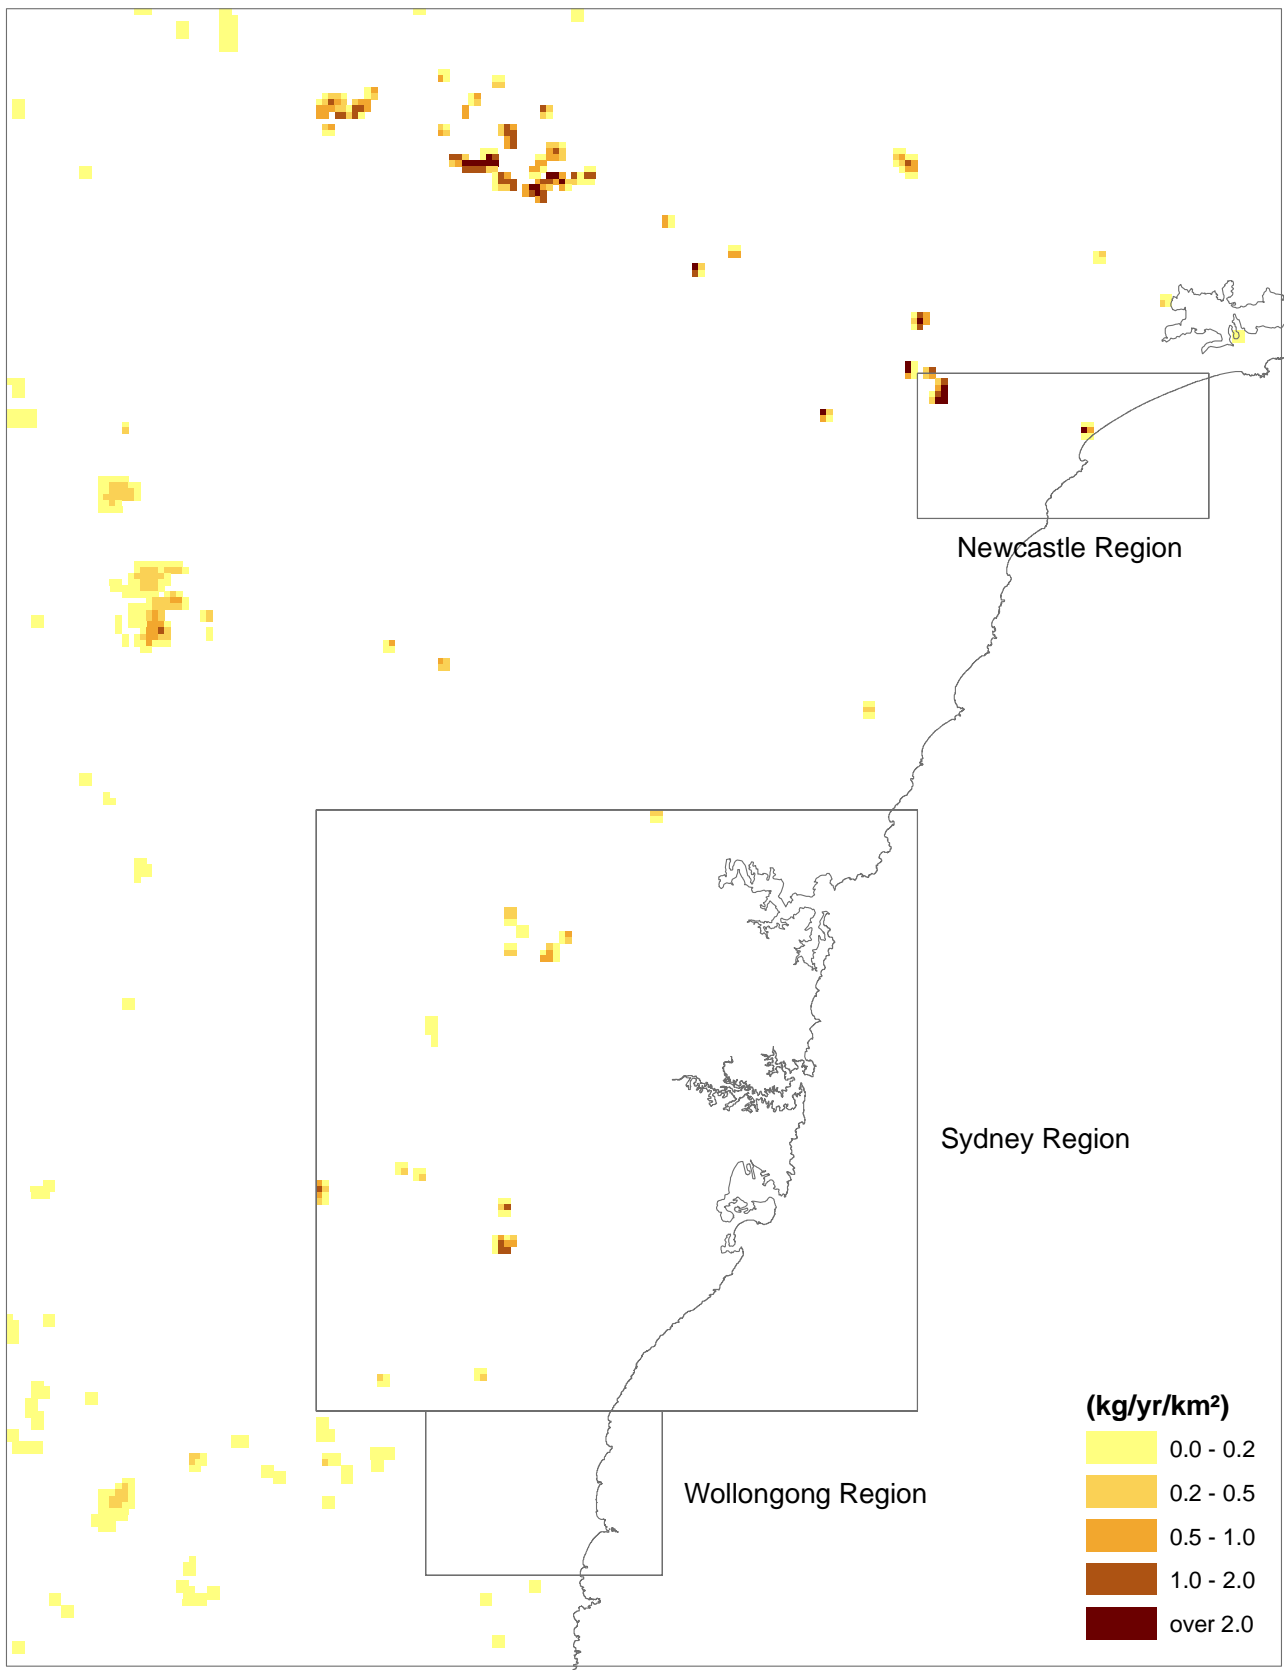 Newcastle Region
Sydney Region
Wollongong Region
(kg/yr/km²)
0.0 - 0.2
0.2 - 0.5
0.5 - 1.0
1.0 - 2.0
over 2.0